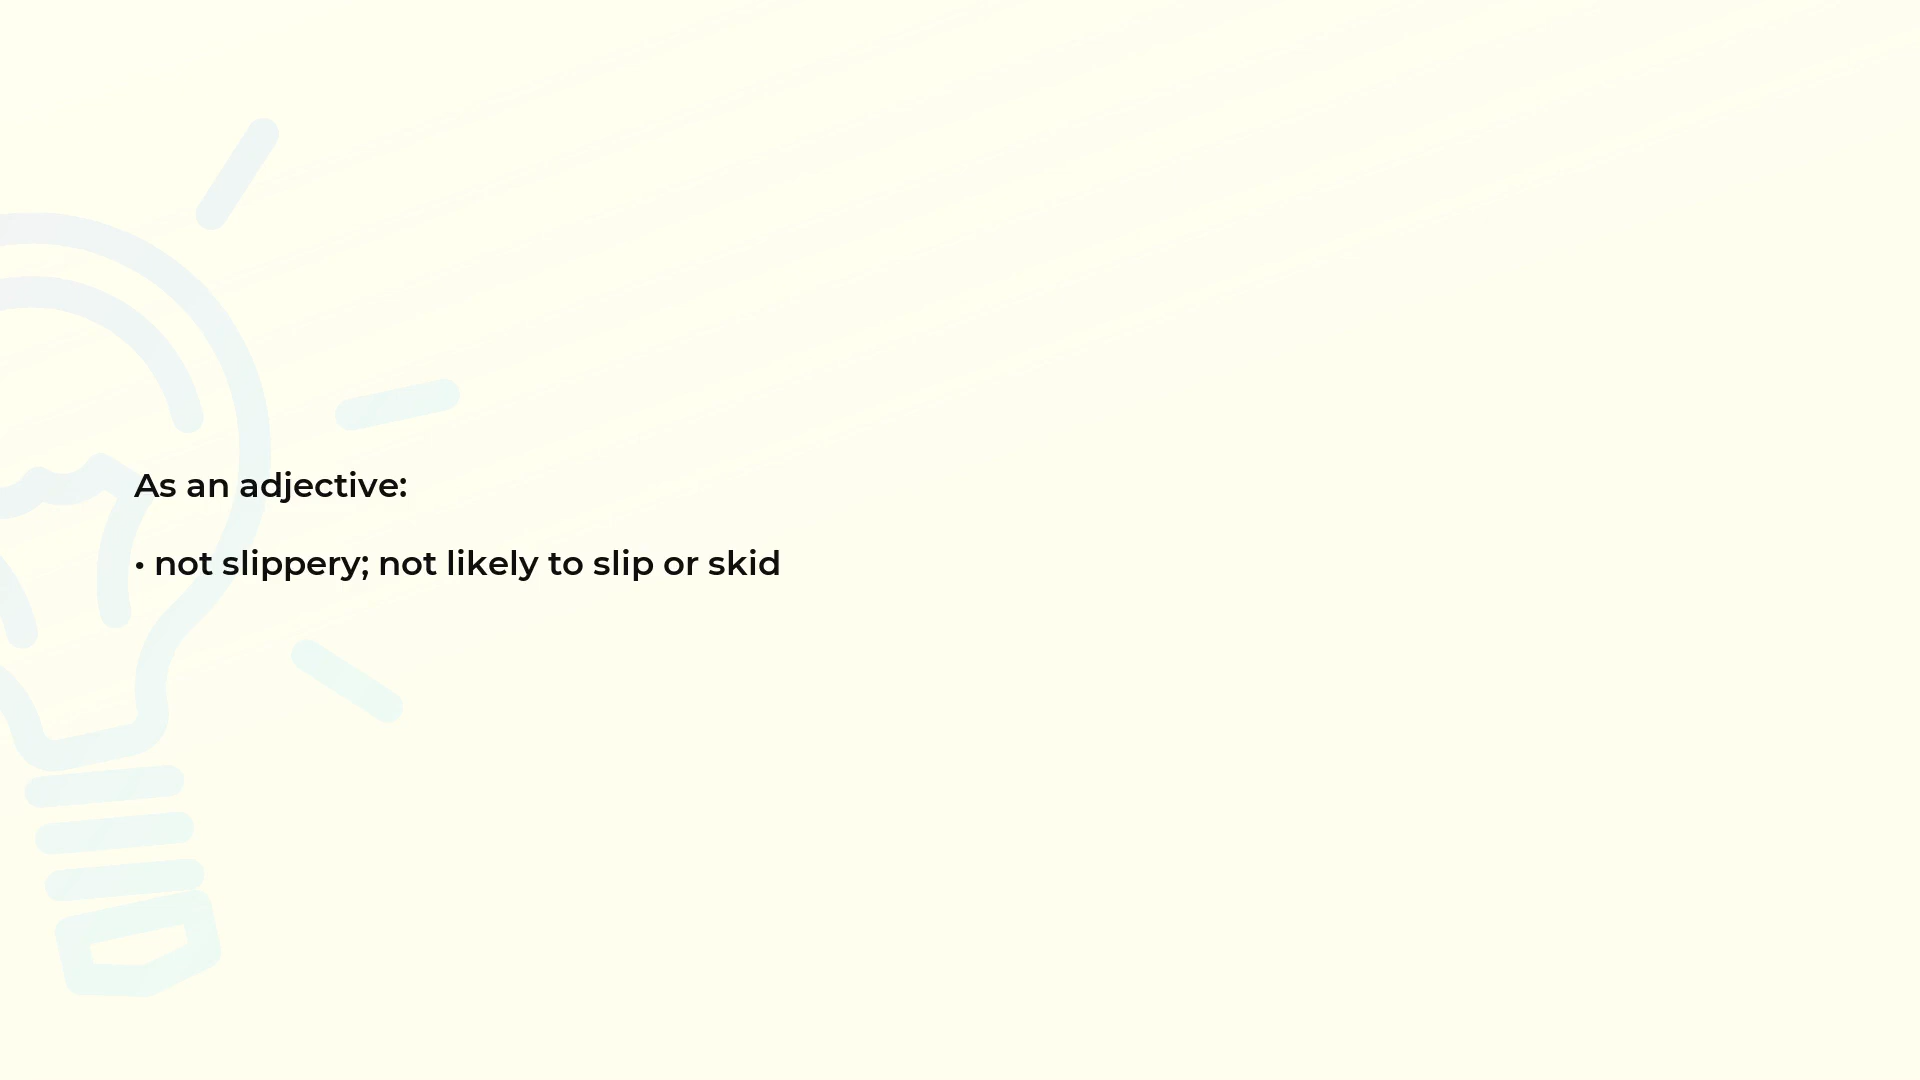 As an adjective:
• not slippery; not likely to slip or skid